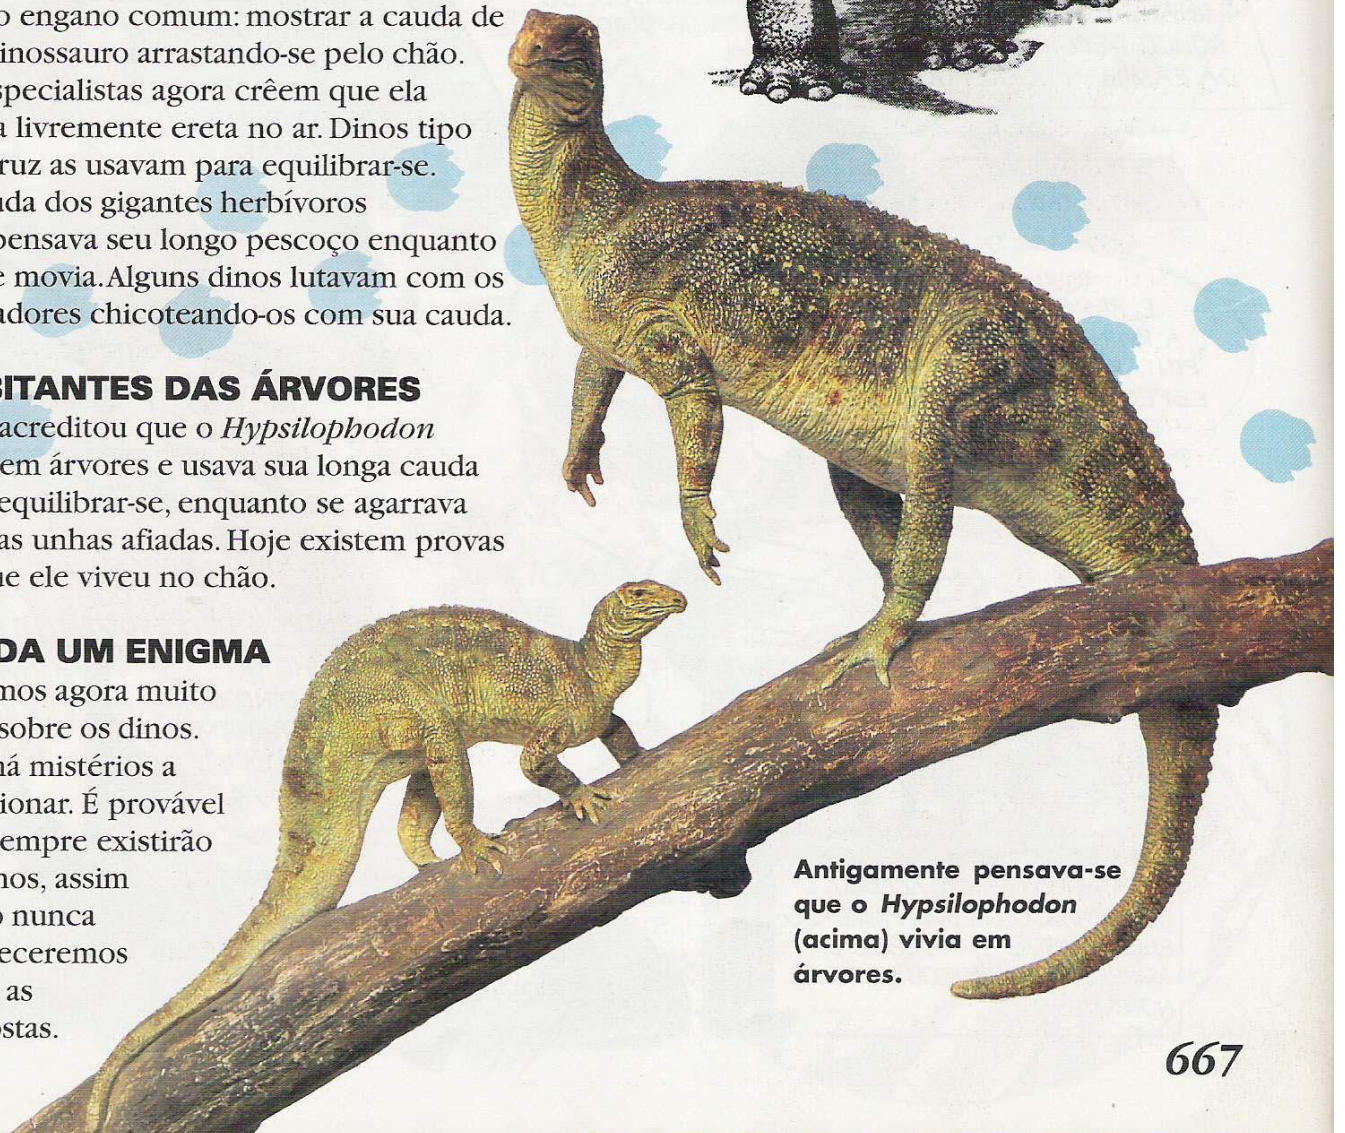 o engano comum: mostrar a cauda de
inossauro arrastando-se pelo chão.
specialistas agora crêem que ela
a livremente ereta no ar. Dinos tipo
ruz as usavam para equilibrar-se.
uda dos gigantes herbívoros
pensava seu longo pescoço enquanto
e movia. Alguns dinos lutavam com os
adores chicoteando-os com sua cauda.
BITANTES DAS ÁRVORES
acreditou que o Hypsilophodon
em árvores e usava sua longa cauda
equilibrar-se, enquanto se agarrava
as unhas afiadas. Hoje existem provas
ue ele viveu no chão.
DA UM ENIGMA
mos agora muito
sobre os dinos.
há mistérios a
ionar. É provável
empre existirão
nos, assim
o nunca
eceremos
as
ostas.
Antigamente pensava-se
que o Hypsilophodon
(acima) vivia em
árvores.
667